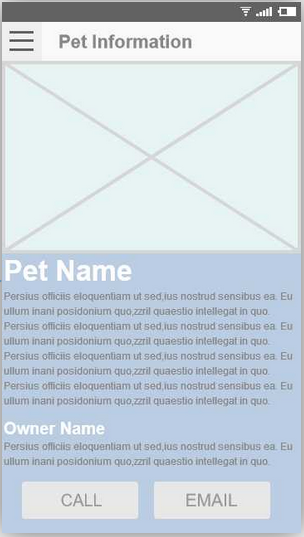 Pet Information
Pet Name
Persius officiis eloquentiam ut sed,ius nostrud sensibus ea. Eu
ullum inani posidonium quo,zzril quaestio intellegat in quo.
Persius officiis eloquentiam ut sed,ius nostrud sensibus ea. Eu
ullum inani posidonium quo,zzril quaestio intellegat in quo.
Persius officiis eloquentiam ut sed,ius nostrud sensibus ea. Eu
ullum inani posidonium quo,zzril quaestio intellegat in quo.
Persius officiis eloquentiam ut sed,ius nostrud sensibus ea. Eu
ullum inani posidonium quo,zzril quaestio intellegat in quo.
Owner Name
Persius officiis eloquentiam ut sed,ius nostrud sensibus ea. Eu
ullum inani posidonium quo,zzril quaestio intellegat in quo.
CALL EMAIL